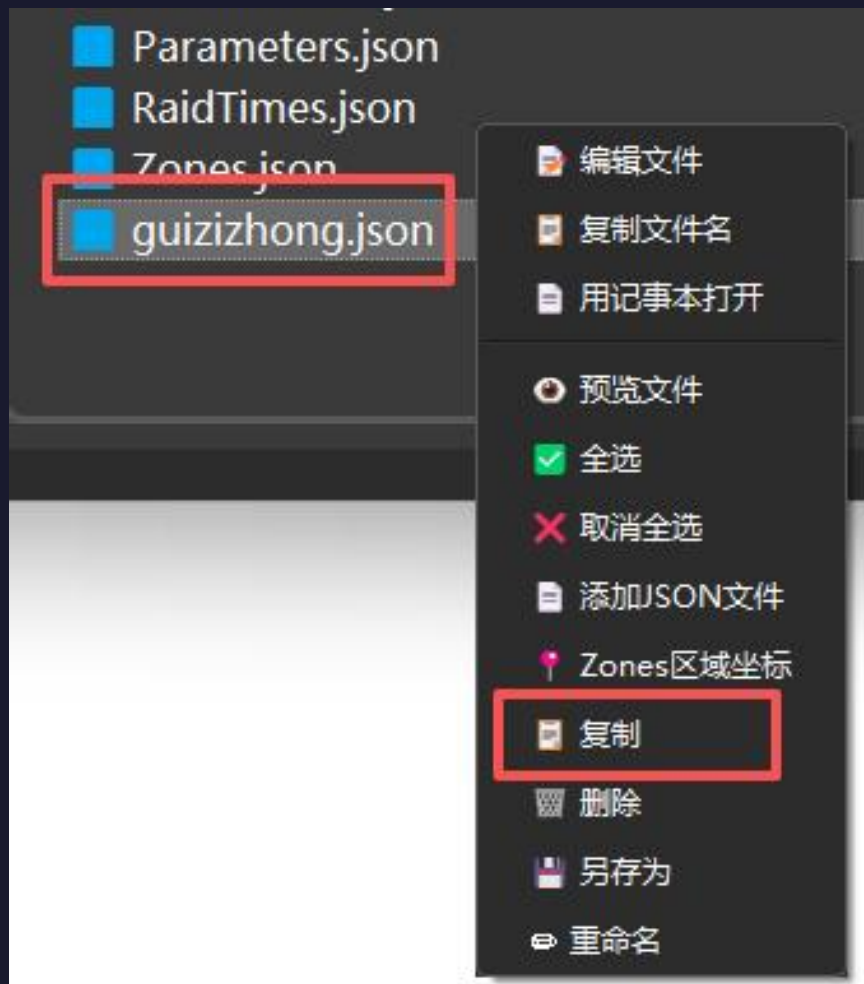 Parameters.json
RaidTimes.json
Zones.json
guizizhong.json
编辑文件
复制文件名
用记事本打开
预览文件
全选
取消全选
添加JSON文件
Zones区域坐标
复制
删除
另存为
重命名